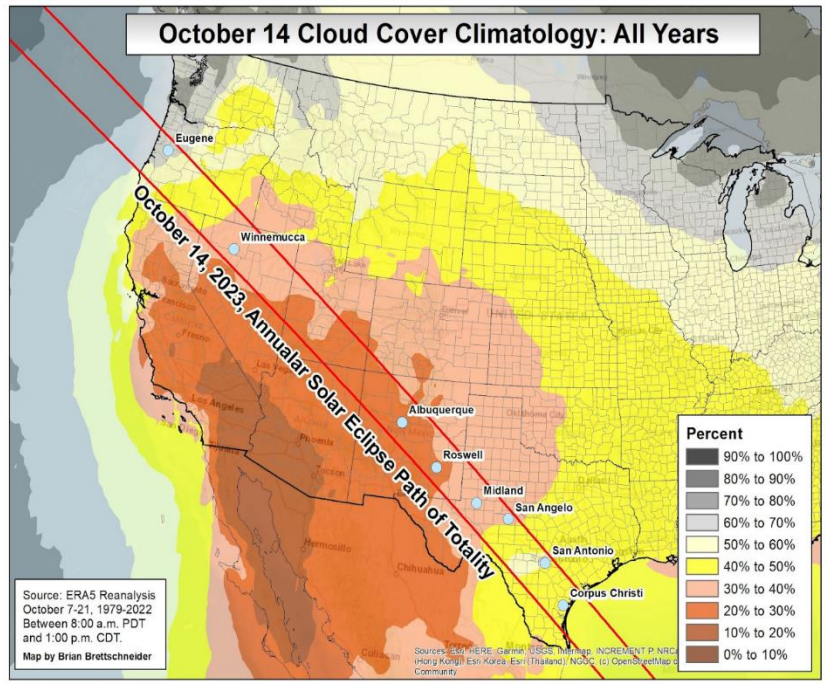 October 14 Cloud Cover Climatology: All Years
Eugene
Winnemucca
October 14, 2023, Annualar Solar Eclipse Path of Totality
Fresno
Los Angeles
Phoenix
Tucson
Albuquerque
Roswell
Oklahoma City
Midland
San Angelo
San Antonio
Corpus Christi
Hermosillo
Chihuahua
Culiacan
Percent
90% to 100%
80% to 90%
70% to 80%
60% to 70%
50% to 60%
40% to 50%
30% to 40%
20% to 30%
10% to 20%
0% to 10%
Source: ERA5 Reanalysis
October 7-21, 1979-2022
Between 8:00 a.m. PDT
and 1:00 p.m. CDT.
Map by Brian Brettschneider
Sources: Esri, HERE, Garmin, USGS, Intermap, INCREMENT P, NRCa
(Hong Kong), Esri Korea, Esri (Thailand), NGCC, (c) OpenStreetMap c
Community